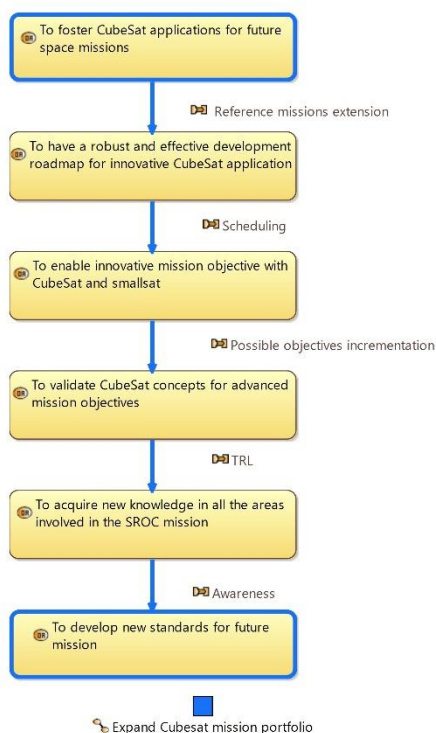 To foster CubeSat applications for future
space missions
Reference missions extension
To have a robust and effective development
roadmap for innovative CubeSat application
Scheduling
To enable innovative mission objective with
CubeSat and smallsat
Possible objectives incrementation
To validate CubeSat concepts for advanced
mission objectives
TRL
To acquire new knowledge in all the areas
involved in the SROC mission
Awareness
To develop new standards for future
mission
Expand Cubesat mission portfolio